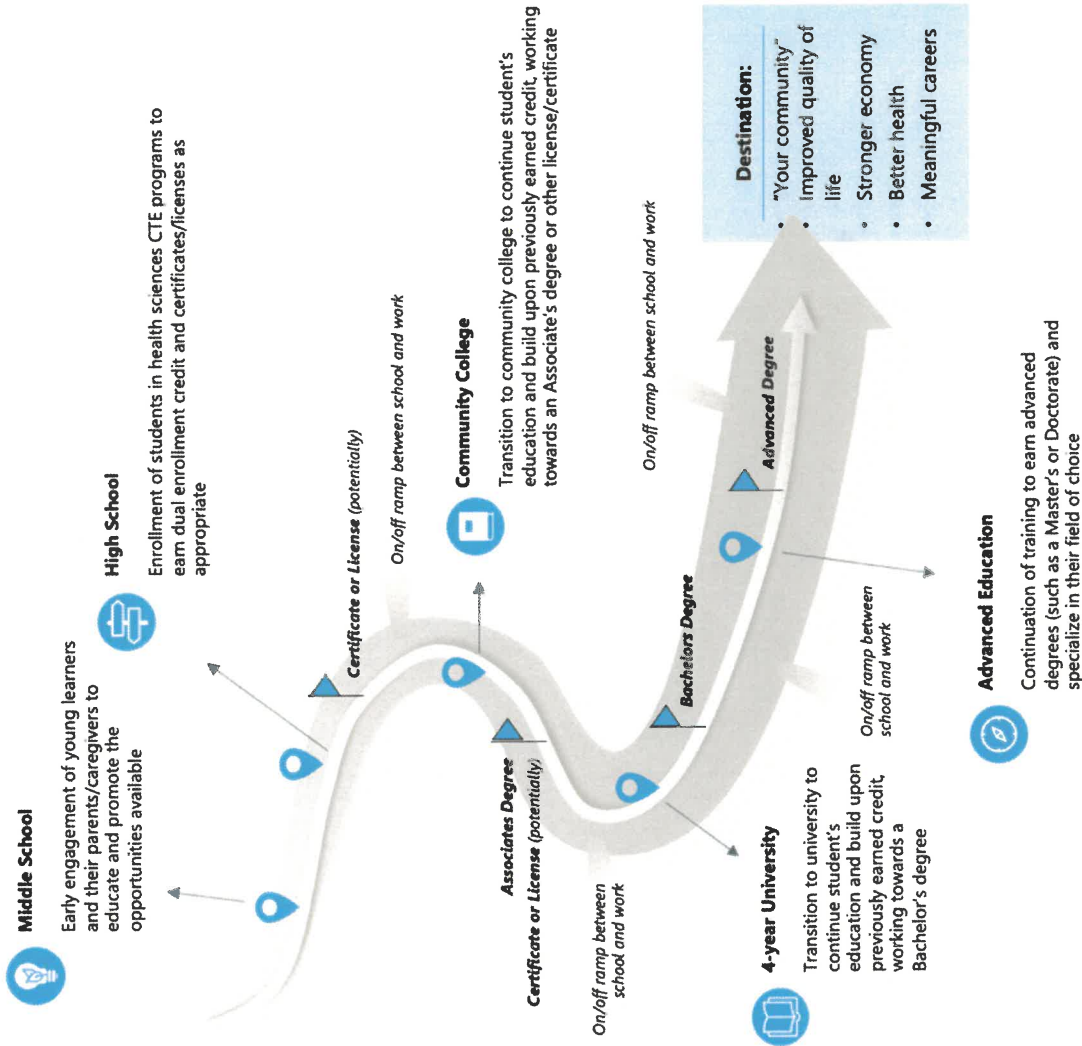 Middle School
Early engagement of young learners
and their parents/caregivers to
educate and promote the
opportunities available
High School
Enrollment of students in health sciences CTE programs to
earn dual enrollment credit and certificates/licenses as
appropriate
Certificate or License (potentially)
On/off ramp between school and work
Community College
Transition to community college to continue student's
education and build upon previously earned credit, working
towards an Associate's degree or other license/certificate
Associates Degree
Certificate or License (potentially)
On/off ramp between
school and work
4-year University
Transition to university to
continue student's
education and build upon
previously earned credit,
working towards a
Bachelor's degree
Bachelors Degree
On/off ramp between
school and work
Advanced Education
Continuation of training to earn advanced
degrees (such as a Master's or Doctorate) and
specialize in their field of choice
Advanced Degree
On/off ramp between school and work
Destination:
• "Your community"
• Improved quality of
life
• Stronger economy
• Better health
• Meaningful careers